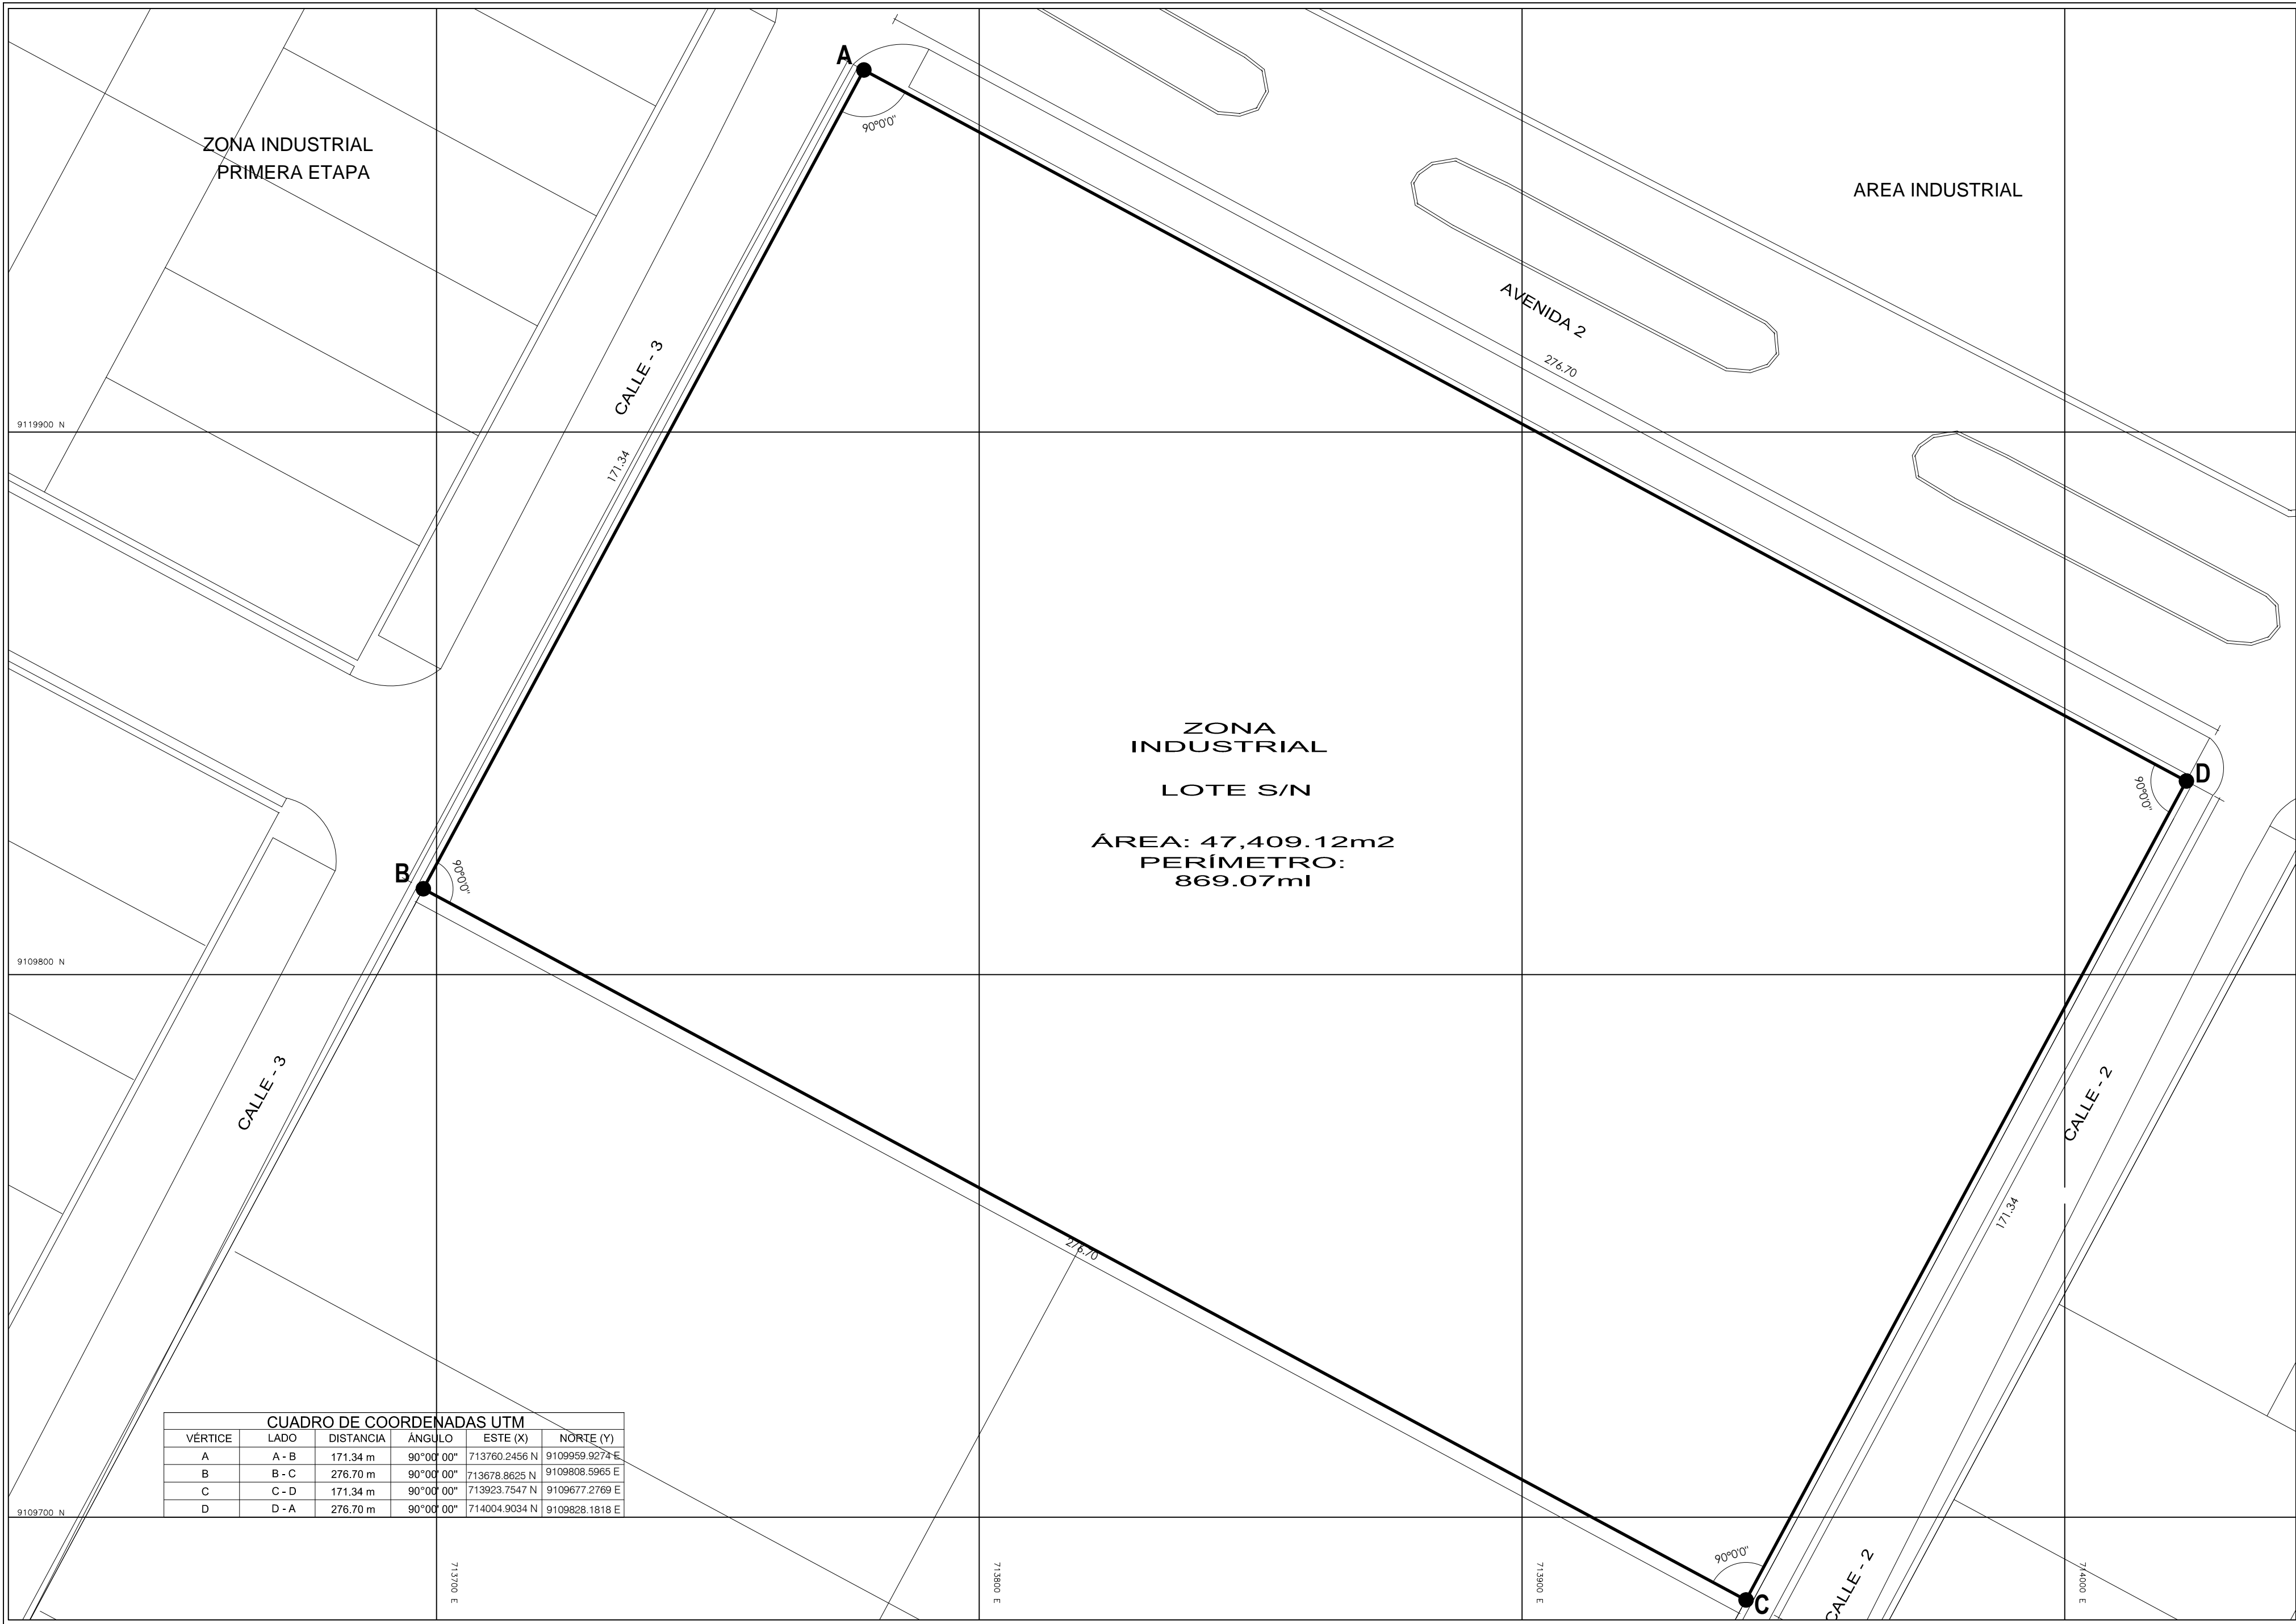 A
90°0'0"
ZONA INDUSTRIAL
PRIMERA ETAPA
AREA INDUSTRIAL
AVENIDA 2
276.70
CALLE - 3
171.34
9119900 N
ZONA
INDUSTRIAL
LOTE S/N
ÁREA: 47,409.12m2
PERÍMETRO:
869.07ml
D
90°0'0"
B
90°0'0"
9109800 N
CALLE - 3
CALLE - 2
171.34
276.70
CUADRO DE COORDENADAS UTM
VÉRTICE LADO DISTANCIA ÁNGULO ESTE (X) NORTE (Y)
A A - B 171.34 m 90°00' 00" 713760.2456 N 9109959.9274 E
B B - C 276.70 m 90°00' 00" 713678.8625 N 9109808.5965 E
C C - D 171.34 m 90°00' 00" 713923.7547 N 9109677.2769 E
D D - A 276.70 m 90°00' 00" 714004.9034 N 9109828.1818 E
9109700 N
713700 E
713800 E
713900 E
714000 E
90°0'0"
C
CALLE - 2